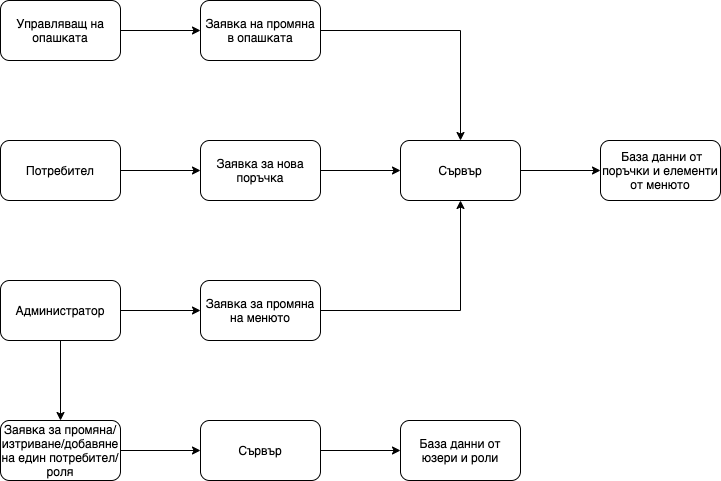 Управляващ на
опашката
Заявка на промяна
в опашката
Потребител
Заявка за нова
поръчка
Сървър
База данни от
поръчки и елементи
от менюто
Администратор
Заявка за промяна
на менюто
Заявка за промяна/
изтриване/добавяне
на един потребител/
роля
Сървър
База данни от
юзери и роли